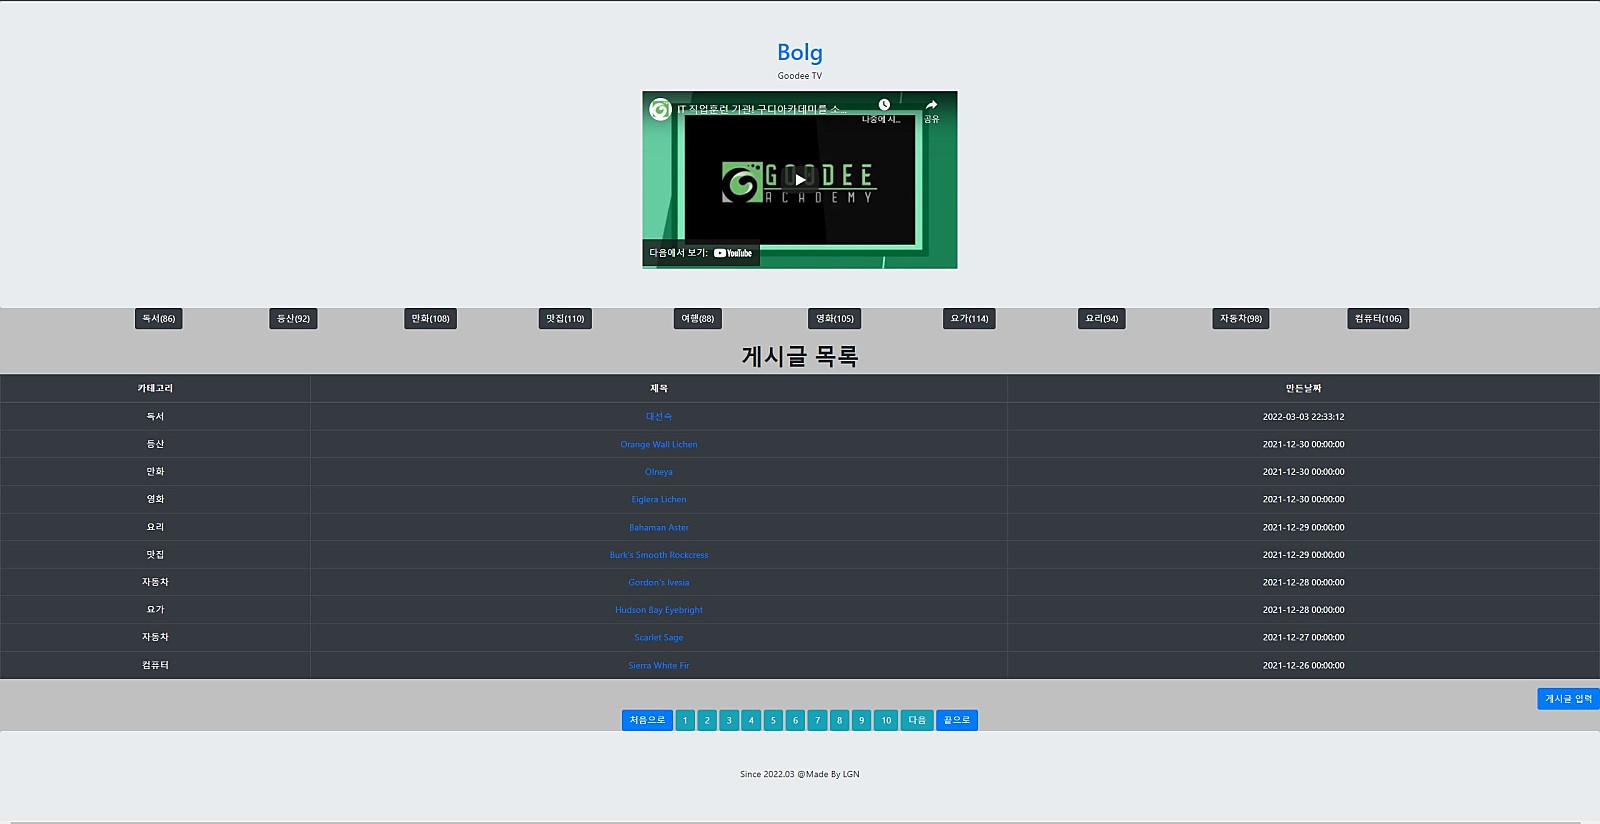 Bolg
Goodee TV
IT 직업훈련 기관! 구디아카데미를 소...
나중에 시...
공유
GOODEE
ACADEMY
다음에서 보기: YouTube
독서(86) 등산(92) 만화(108) 맛집(110) 여행(88) 영화(105) 요가(114) 요리(94) 자동차(98) 컴퓨터(106)
게시글 목록
카테고리 제목 만든날짜
독서 대선속 2022-03-03 22:33:12
등산 Orange Wall Lichen 2021-12-30 00:00:00
만화 Olneya 2021-12-30 00:00:00
영화 Eiglera Lichen 2021-12-30 00:00:00
요리 Bahaman Aster 2021-12-29 00:00:00
맛집 Burk's Smooth Rockcress 2021-12-29 00:00:00
자동차 Gordon's Ivesia 2021-12-28 00:00:00
요가 Hudson Bay Eyebright 2021-12-28 00:00:00
자동차 Scarlet Sage 2021-12-27 00:00:00
컴퓨터 Sierra White Fir 2021-12-26 00:00:00
게시글 입력
처음으로 1 2 3 4 5 6 7 8 9 10 다음 끝으로
Since 2022.03 @Made By LGN